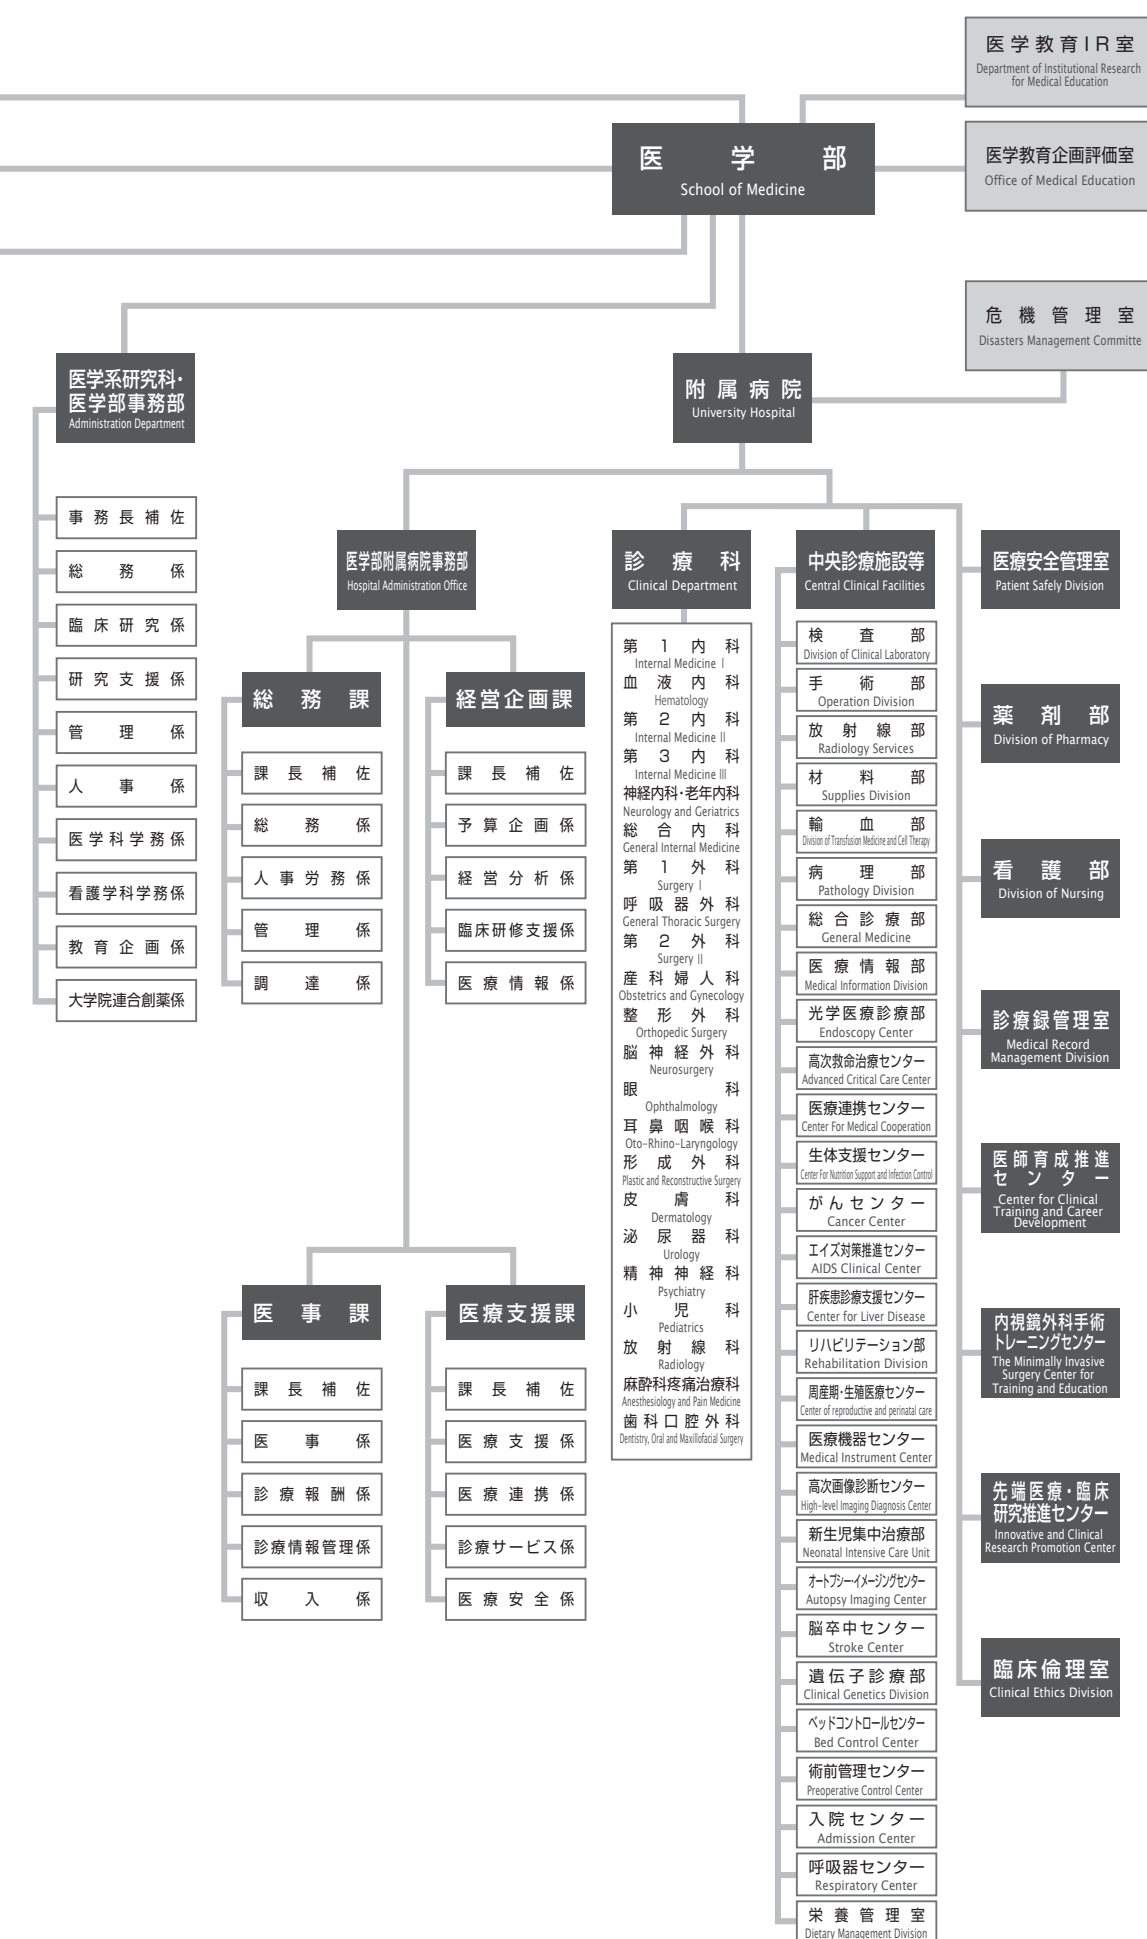 医学教育IR室
Department of Institutional Research
for Medical Education
医学部
School of Medicine
医学教育企画評価室
Office of Medical Education
危機管理室
Disasters Management Committe
医学系研究科・
医学部事務部
Administration Department
事務長補佐
総務係
臨床研究係
研究支援係
管理係
人事係
医学科学務係
看護学科学務係
教育企画係
大学院連合創薬係
附属病院
University Hospital
医学部附属病院事務部
Hospital Administration Office
総務課
課長補佐
総務係
人事労務係
管理係
調達係
経営企画課
課長補佐
予算企画係
経営分析係
臨床研修支援係
医療情報係
医事課
課長補佐
医事係
診療報酬係
診療情報管理係
収入係
医療支援課
課長補佐
医療支援係
医療連携係
診療サービス係
医療安全係
診療科
Clinical Department
第1内科
Internal Medicine Ⅰ
血液内科
Hematology
第2内科
Internal Medicine Ⅱ
第3内科
Internal Medicine Ⅲ
神経内科・老年内科
Neurology and Geriatrics
総合内科
General Internal Medicine
第1外科
Surgery Ⅰ
呼吸器外科
General Thoracic Surgery
第2外科
Surgery Ⅱ
産科婦人科
Obstetrics and Gynecology
整形外科
Orthopedic Surgery
脳神経外科
Neurosurgery
眼科
Ophthalmology
耳鼻咽喉科
Oto-Rhino-Laryngology
形成外科
Plastic and Reconstructive Surgery
皮膚科
Dermatology
泌尿器科
Urology
精神神経科
Psychiatry
小児科
Pediatrics
放射線科
Radiology
麻酔科疼痛治療科
Anesthesiology and Pain Medicine
歯科口腔外科
Dentistry, Oral and Maxillofacial Surgery
中央診療施設等
Central Clinical Facilities
検査部
Division of Clinical Laboratory
手術部
Operation Division
放射線部
Radiology Services
材料部
Supplies Division
輸血部
Division of Transfusion Medicine and Cell Therapy
病理部
Pathology Division
総合診療部
General Medicine
医療情報部
Medical Information Division
光学医療診療部
Endoscopy Center
高次救命治療センター
Advanced Critical Care Center
医療連携センター
Center For Medical Cooperation
生体支援センター
Center For Nutrition Support and Infection Control
がんセンター
Cancer Center
エイズ対策推進センター
AIDS Clinical Center
肝疾患診療支援センター
Center for Liver Disease
リハビリテーション部
Rehabilitation Division
周産期・生殖医療センター
Center of reproductive and perinatal care
医療機器センター
Medical Instrument Center
高次画像診断センター
High-level Imaging Diagnosis Center
新生児集中治療部
Neonatal Intensive Care Unit
オートプシー・イメージングセンター
Autopsy Imaging Center
脳卒中センター
Stroke Center
遺伝子診療部
Clinical Genetics Division
ベッドコントロールセンター
Bed Control Center
術前管理センター
Preoperative Control Center
入院センター
Admission Center
呼吸器センター
Respiratory Center
栄養管理室
Dietary Management Division
医療安全管理室
Patient Safely Division
薬剤部
Division of Pharmacy
看護部
Division of Nursing
診療録管理室
Medical Record
Management Division
医師育成推進
センター
Center for Clinical
Training and Career
Development
内視鏡外科手術
トレーニングセンター
The Minimally Invasive
Surgery Center for
Training and Education
先端医療・臨床
研究推進センター
Innovative and Clinical
Research Promotion Center
臨床倫理室
Clinical Ethics Division